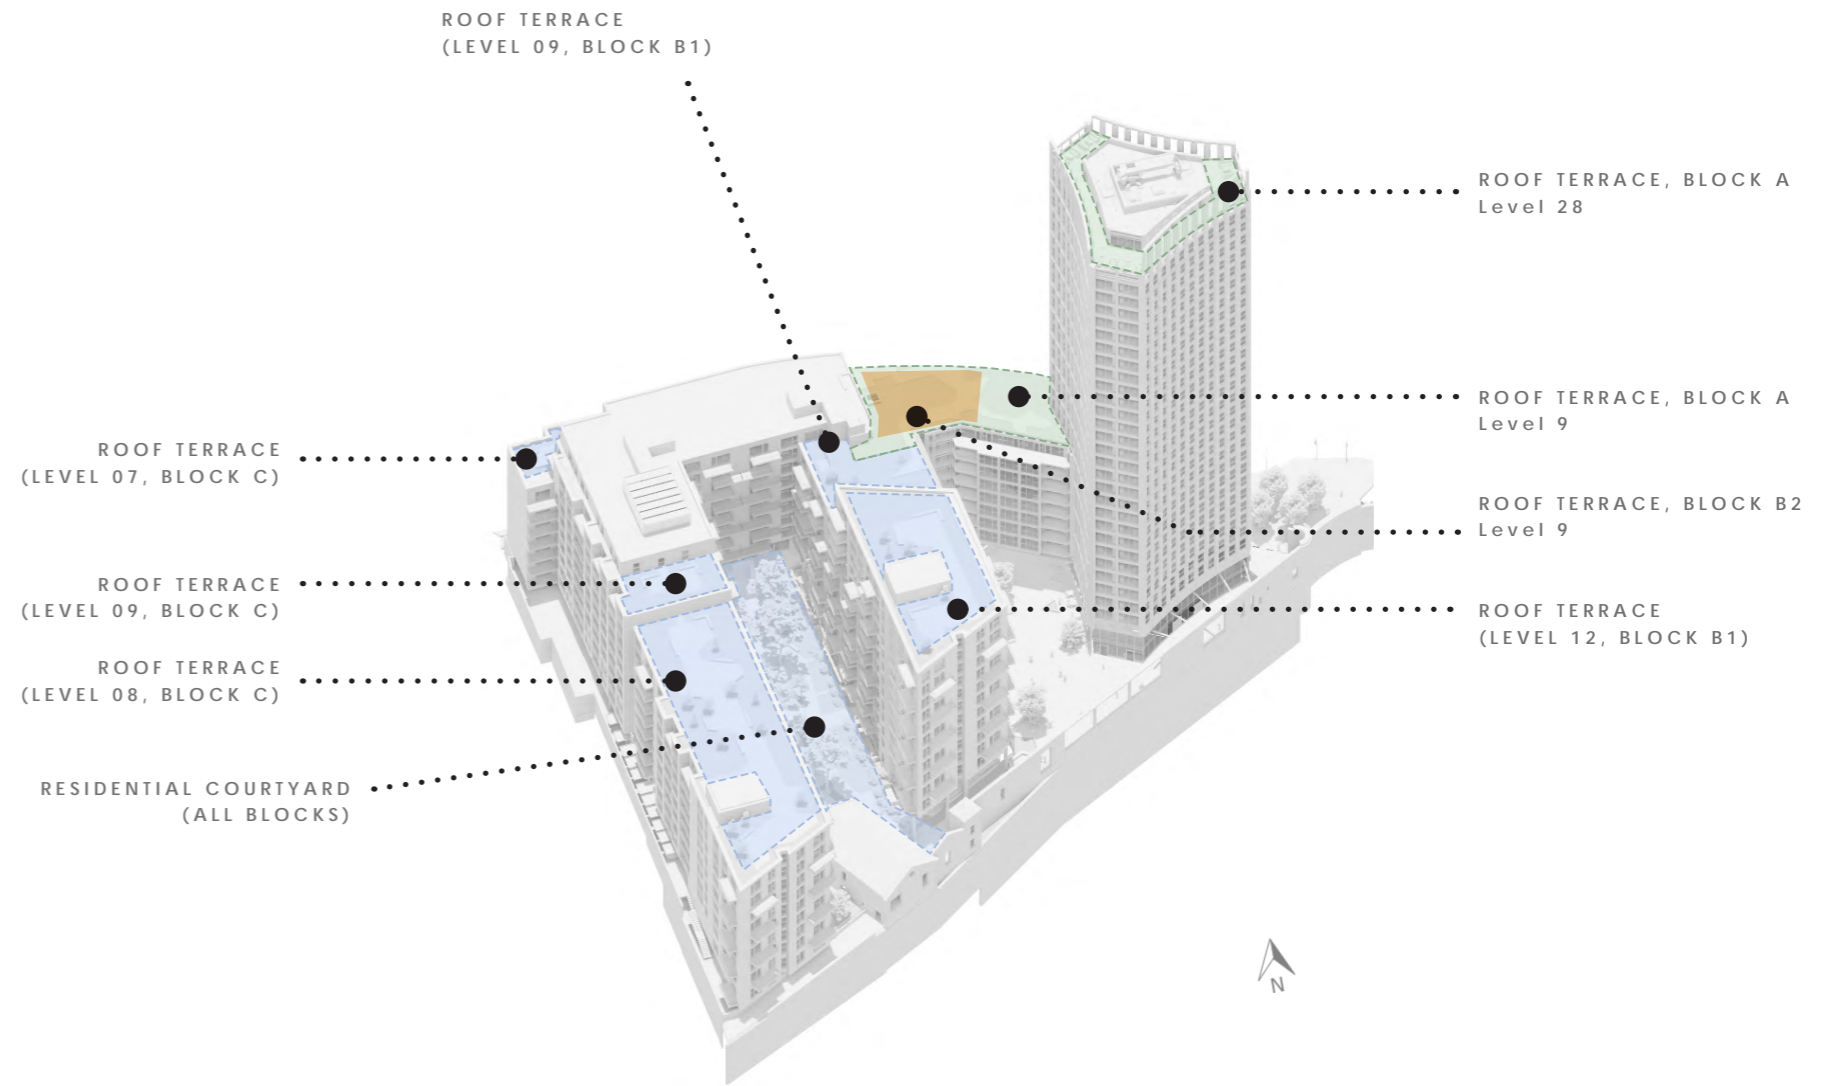 ROOF TERRACE
(LEVEL 09, BLOCK B1)
ROOF TERRACE, BLOCK A
Level 28
ROOF TERRACE, BLOCK A
Level 9
ROOF TERRACE
(LEVEL 07, BLOCK C)
ROOF TERRACE, BLOCK B2
Level 9
ROOF TERRACE
(LEVEL 09, BLOCK C)
ROOF TERRACE
(LEVEL 12, BLOCK B1)
ROOF TERRACE
(LEVEL 08, BLOCK C)
RESIDENTIAL COURTYARD
(ALL BLOCKS)
N